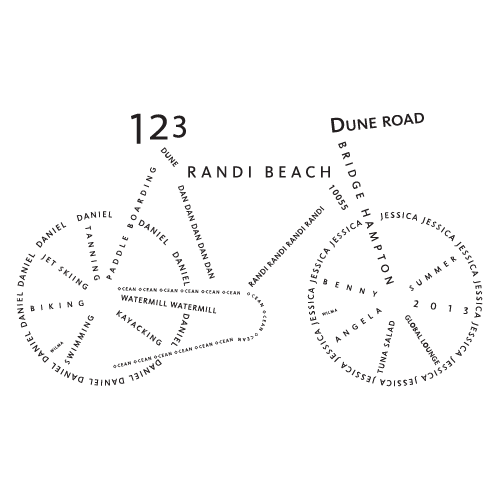 123
DUNE ROAD
DUNE
RANDI BEACH
BRIDGE HAMPTON
10055
PADDLE BOARDING
DAN DAN DAN DAN DAN
RANDI RANDI RANDI RANDI
DANIEL DANIEL DANIEL DANIEL DANIEL DANIEL DANIEL DANIEL DANIEL DANIEL DANIEL
TANNING
JET SKIING
BIKING
WILMA
SWIMMING
KAYACKING
OCEAN OCEAN OCEAN OCEAN OCEAN OCEAN
OCEAN OCEAN OCEAN
WATERMILL WATERMILL
OCEAN OCEAN OCEAN OCEAN OCEAN OCEAN
JESSICA JESSICA JESSICA JESSICA JESSICA JESSICA JESSICA JESSICA JESSICA JESSICA JESSICA JESSICA
BENNY
SUMMER
2013
WILMA
ANGELA
TUNA SALAD
GLOBAL LOUNGE